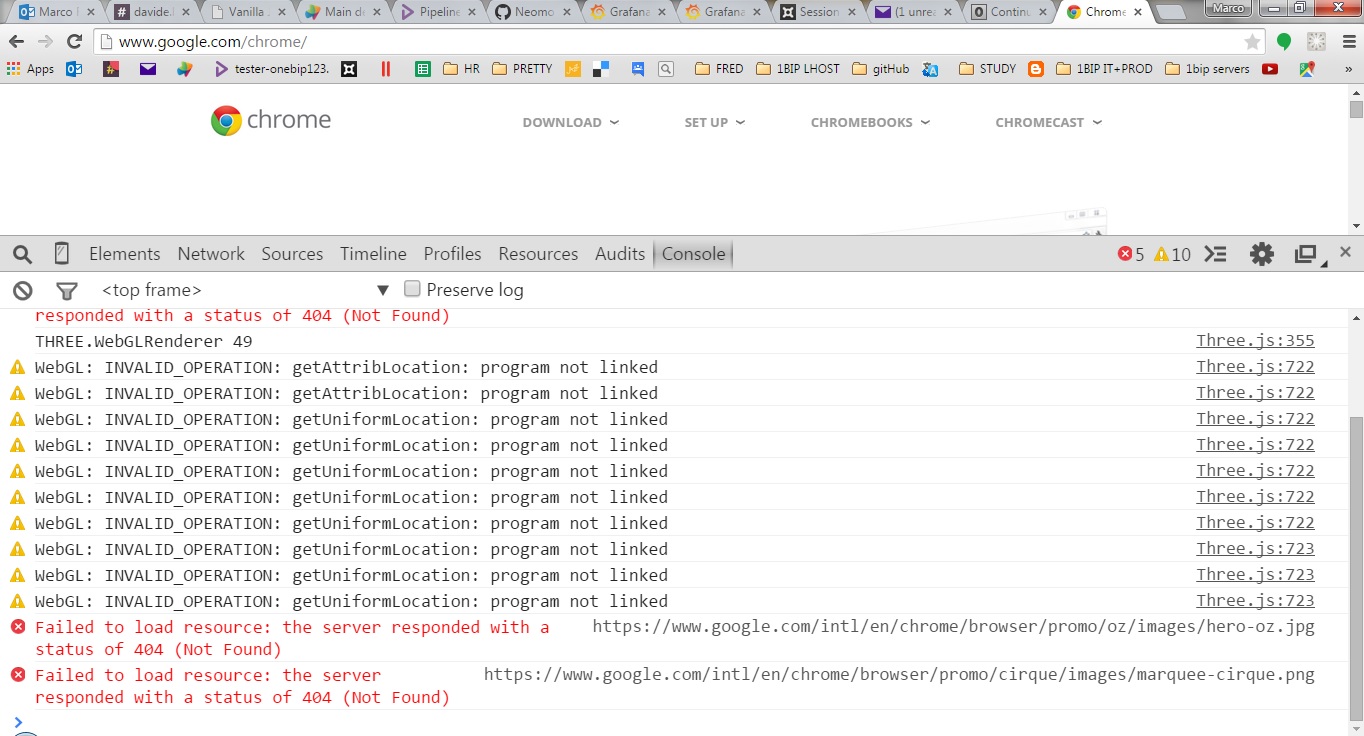 Marco davide. Vanilla Main de Pipeline Neomo Grafana Grafana Session (1 unrea Continu Chrome Marco
www.google.com/chrome/
Apps tester-onebip123. HR PRETTY FRED 1BIP LHOST gitHub STUDY 1BIP IT+PROD 1bip servers »
chrome DOWNLOAD SET UP CHROMEBOOKS CHROMECAST
Elements Network Sources Timeline Profiles Resources Audits Console 5 10
<top frame> Preserve log
responded with a status of 404 (Not Found)
THREE.WebGLRenderer 49 Three.js:355
WebGL: INVALID_OPERATION: getAttribLocation: program not linked Three.js:722
WebGL: INVALID_OPERATION: getAttribLocation: program not linked Three.js:722
WebGL: INVALID_OPERATION: getUniformLocation: program not linked Three.js:722
WebGL: INVALID_OPERATION: getUniformLocation: program not linked Three.js:722
WebGL: INVALID_OPERATION: getUniformLocation: program not linked Three.js:722
WebGL: INVALID_OPERATION: getUniformLocation: program not linked Three.js:722
WebGL: INVALID_OPERATION: getUniformLocation: program not linked Three.js:722
WebGL: INVALID_OPERATION: getUniformLocation: program not linked Three.js:723
WebGL: INVALID_OPERATION: getUniformLocation: program not linked Three.js:723
WebGL: INVALID_OPERATION: getUniformLocation: program not linked Three.js:723
Failed to load resource: the server responded with a https://www.google.com/intl/en/chrome/browser/promo/oz/images/hero-oz.jpg
status of 404 (Not Found)
Failed to load resource: the server https://www.google.com/intl/en/chrome/browser/promo/cirque/images/marquee-cirque.png
responded with a status of 404 (Not Found)